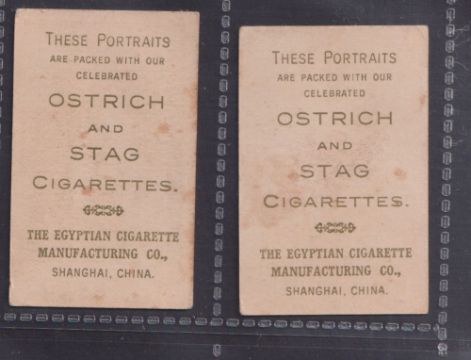 THESE PORTRAITS
ARE PACKED WITH OUR
CELEBRATED
OSTRICH
AND
STAG
CIGARETTES.
THE EGYPTIAN CIGARETTE
MANUFACTURING CO.,
SHANGHAI, CHINA.
THESE PORTRAITS
ARE PACKED WITH OUR
CELEBRATED
OSTRICH
AND
STAG
CIGARETTES.
THE EGYPTIAN CIGARETTE
MANUFACTURING CO.,
SHANGHAI, CHINA.